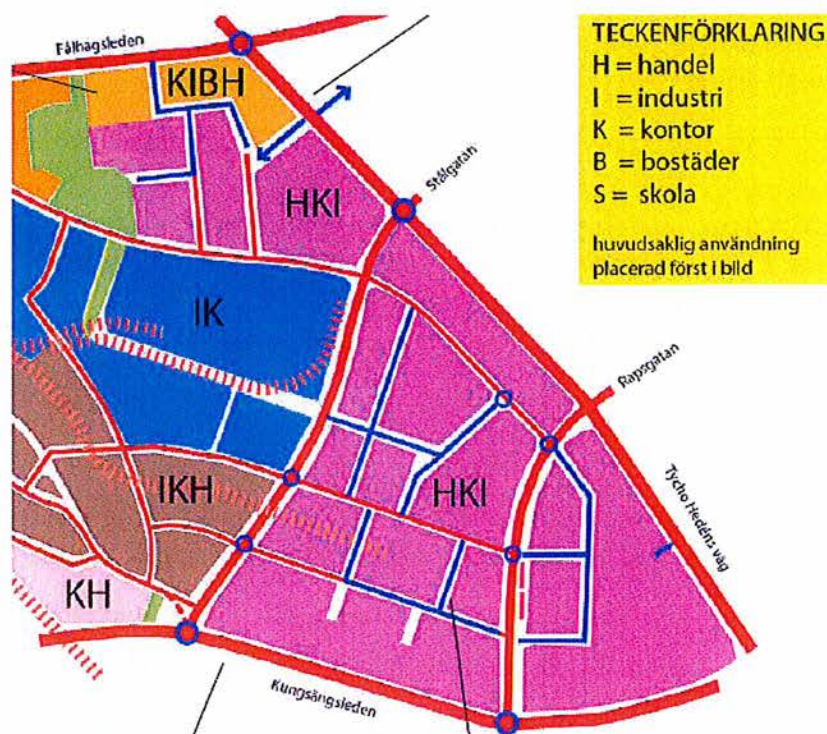 Fålhagsleden
KIBH
HKI
Stålgatan
IK
Rapsgatan
IKH
HKI
Tycho Hedéns väg
KH
Kungsängsleden
TECKENFÖRKLARING
H = handel
I = industri
K = kontor
B = bostäder
S = skola
huvudsaklig användning
placerad först i bild